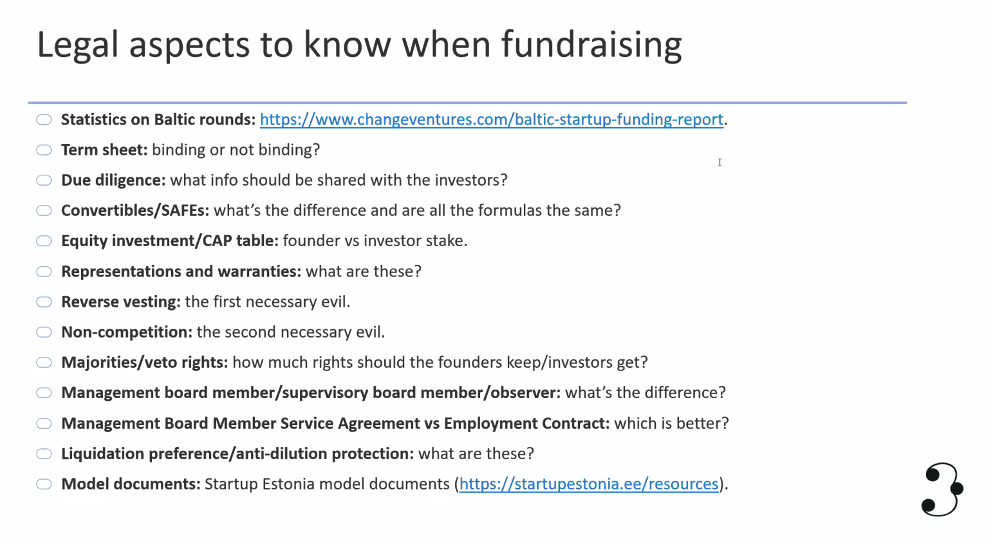 Legal aspects to know when fundraising
Statistics on Baltic rounds: https://www.changeventures.com/baltic-startup-funding-report.
Term sheet: binding or not binding?
Due diligence: what info should be shared with the investors?
Convertibles/SAFEs: what's the difference and are all the formulas the same?
Equity investment/CAP table: founder vs investor stake.
Representations and warranties: what are these?
Reverse vesting: the first necessary evil.
Non-competition: the second necessary evil.
Majorities/veto rights: how much rights should the founders keep/investors get?
Management board member/supervisory board member/observer: what's the difference?
Management Board Member Service Agreement vs Employment Contract: which is better?
Liquidation preference/anti-dilution protection: what are these?
Model documents: Startup Estonia model documents (https://startupestonia.ee/resources).